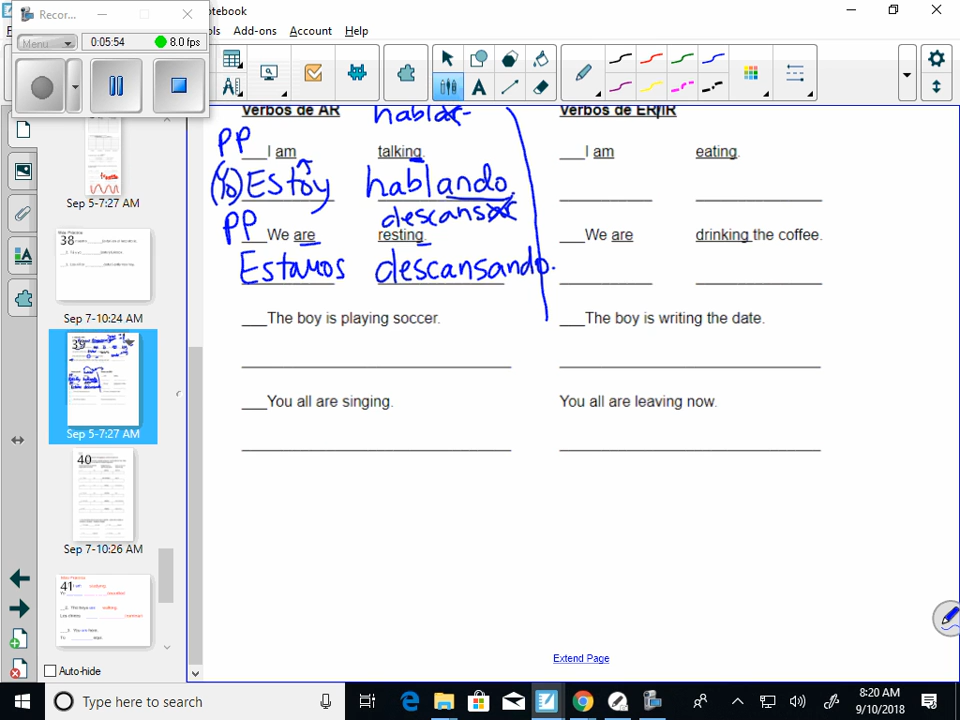 Recor...
otebook
Menu
0:05:54
8.0 fps
ols Add-ons Account Help
Verbos de AR
hablar
Verbos de ER/IR
PP
___I am talking.
___I am eating.
(Yo) Estoy hablando.
descansar
PP
___We are resting.
___We are drinking the coffee.
Estamos descansando.
___The boy is playing soccer.
___The boy is writing the date.
___You all are singing.
You all are leaving now.
Extend Page
Sep 5-7:27 AM
38
Sep 7-10:24 AM
39
Sep 5-7:27 AM
40
Sep 7-10:26 AM
41
Auto-hide
Type here to search
8:20 AM
9/10/2018